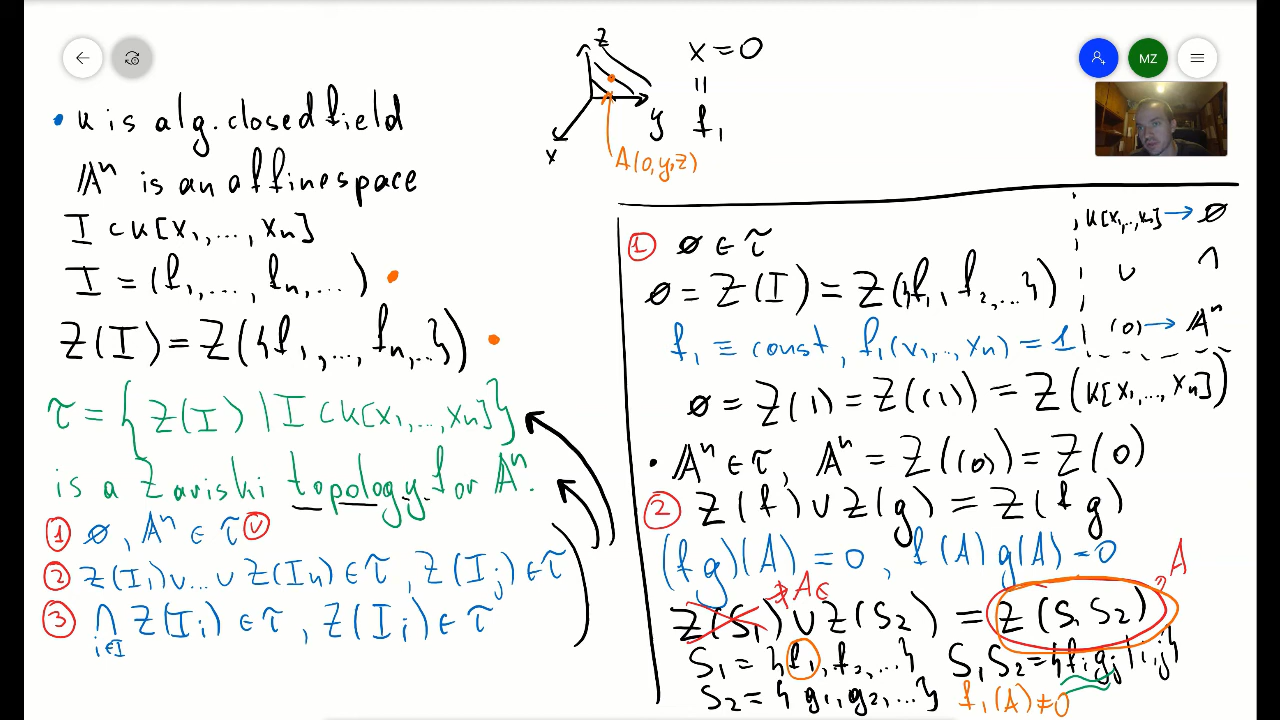 k is alg. closed field
𝔸ⁿ is an affine space
I ⊂ k[x₁,...,xₙ]
I = (f₁,..., fₙ,...)
Z(I) = Z({f₁,..., fₙ,..})
τ = {Z(I) | I ⊂ k[x₁,...,xₙ]}
is a Zariski topology for 𝔸ⁿ.
① ∅, 𝔸ⁿ ∈ τ ⓥ
② Z(I₁)∪...∪Z(Iₙ) ∈ τ, Z(Iⱼ) ∈ τ
③ ⋂ Z(Iᵢ) ∈ τ, Z(Iᵢ) ∈ τ
i∈I
z
y
x
A(0,y,z)
x = 0
=
f₁
MZ
① ∅ ∈ τ
∅ = Z(I) = Z({f₁, f₂,...})
f₁ ≡ const, f₁(x₁,...,xₙ) = 1
∅ = Z(1) = Z((1)) = Z(k[x₁,...,xₙ])
k[x₁,...,xₙ] → ∅
∪ ∩
(0) → 𝔸ⁿ
• 𝔸ⁿ ∈ τ, 𝔸ⁿ = Z((0)) = Z(0)
② Z(f) ∪ Z(g) = Z(fg)
(fg)(A) = 0, f(A)g(A) = 0
∌ A ∈
∋ A
Z(S₁) ∪ Z(S₂) = Z(S₁S₂)
S₁ = {f₁, f₂,...} S₁S₂ = {fᵢgⱼ | i,j}
S₂ = {g₁, g₂,...} f₁(A) ≠ 0